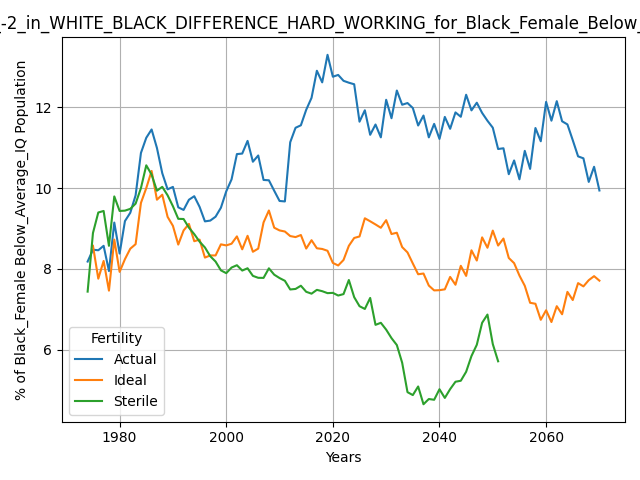 -2_in_WHITE_BLACK_DIFFERENCE_HARD_WORKING_for_Black_Female_Below_
% of Black_Female Below_Average_IQ Population
12
10
8
6
Fertility
Actual
Ideal
Sterile
1980 2000 2020 2040 2060
Years